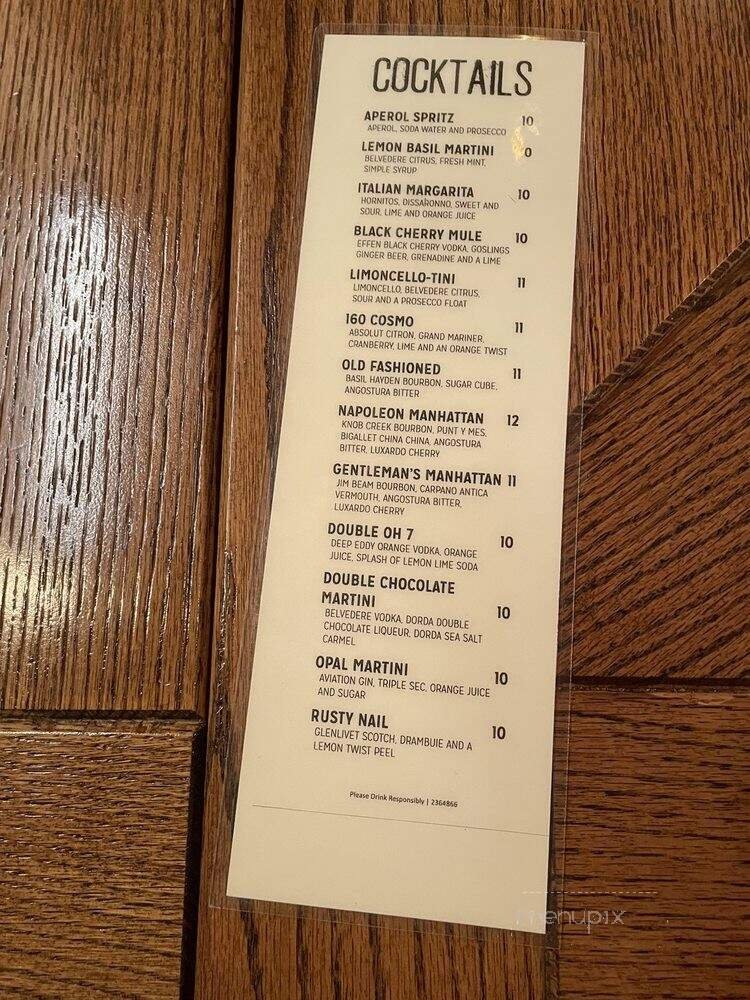 COCKTAILS
APEROL SPRITZ 10
APEROL, SODA WATER AND PROSECCO
LEMON BASIL MARTINI 0
BELVEDERE CITRUS, FRESH MINT,
SIMPLE SYRUP
ITALIAN MARGARITA 10
HORNITOS, DISSARONNO, SWEET AND
SOUR, LIME AND ORANGE JUICE
BLACK CHERRY MULE 10
EFFEN BLACK CHERRY VODKA, GOSLINGS
GINGER BEER, GRENADINE AND A LIME
LIMONCELLO-TINI 11
LIMONCELLO, BELVEDERE CITRUS,
SOUR AND A PROSECCO FLOAT
160 COSMO 11
ABSOLUT CITRON, GRAND MARINER,
CRANBERRY, LIME AND AN ORANGE TWIST
OLD FASHIONED 11
BASIL HAYDEN BOURBON, SUGAR CUBE,
ANGOSTURA BITTER
NAPOLEON MANHATTAN 12
KNOB CREEK BOURBON, PUNT Y MES,
BIGALLET CHINA CHINA, ANGOSTURA
BITTER, LUXARDO CHERRY
GENTLEMAN'S MANHATTAN 11
JIM BEAM BOURBON, CARPANO ANTICA
VERMOUTH, ANGOSTURA BITTER,
LUXARDO CHERRY
DOUBLE OH 7 10
DEEP EDDY ORANGE VODKA, ORANGE
JUICE, SPLASH OF LEMON LIME SODA
DOUBLE CHOCOLATE
MARTINI 10
BELVEDERE VODKA, DORDA DOUBLE
CHOCOLATE LIQUEUR, DORDA SEA SALT
CARMEL
OPAL MARTINI 10
AVIATION GIN, TRIPLE SEC, ORANGE JUICE
AND SUGAR
RUSTY NAIL 10
GLENLIVET SCOTCH, DRAMBUIE AND A
LEMON TWIST PEEL
Please Drink Responsibly | 2364866
menupix